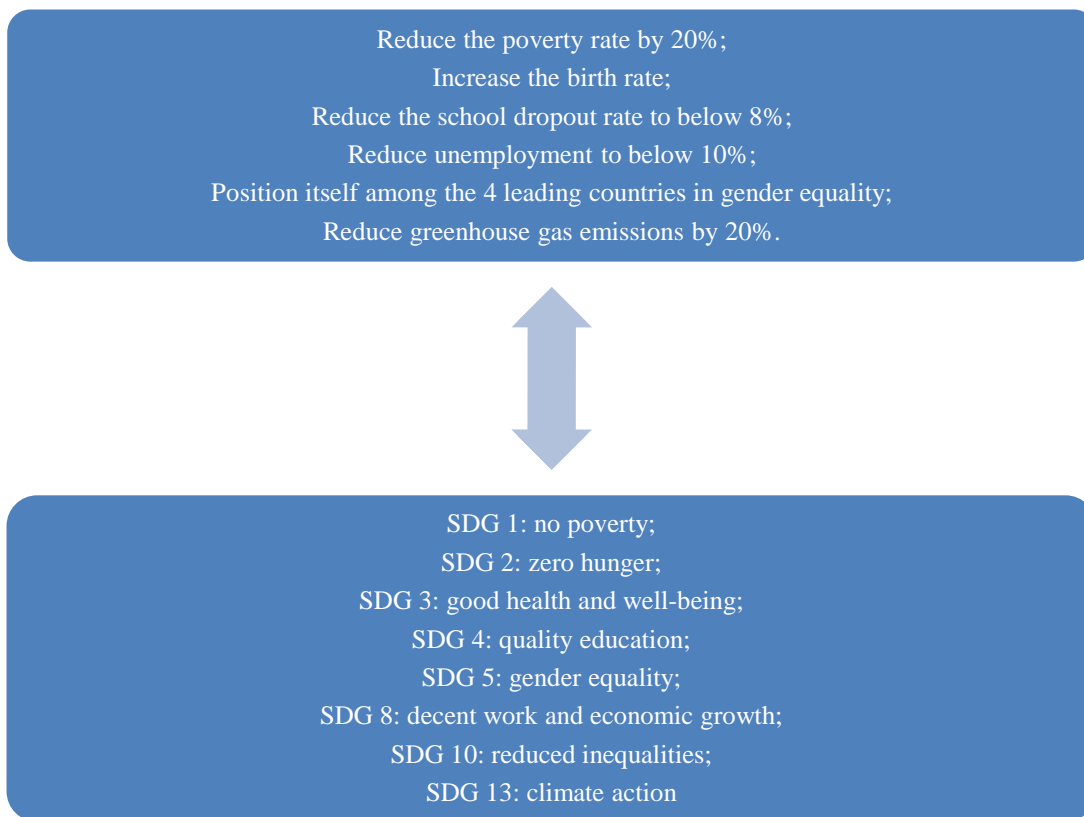 Reduce the poverty rate by 20%;
Increase the birth rate;
Reduce the school dropout rate to below 8%;
Reduce unemployment to below 10%;
Position itself among the 4 leading countries in gender equality;
Reduce greenhouse gas emissions by 20%.
SDG 1: no poverty;
SDG 2: zero hunger;
SDG 3: good health and well-being;
SDG 4: quality education;
SDG 5: gender equality;
SDG 8: decent work and economic growth;
SDG 10: reduced inequalities;
SDG 13: climate action